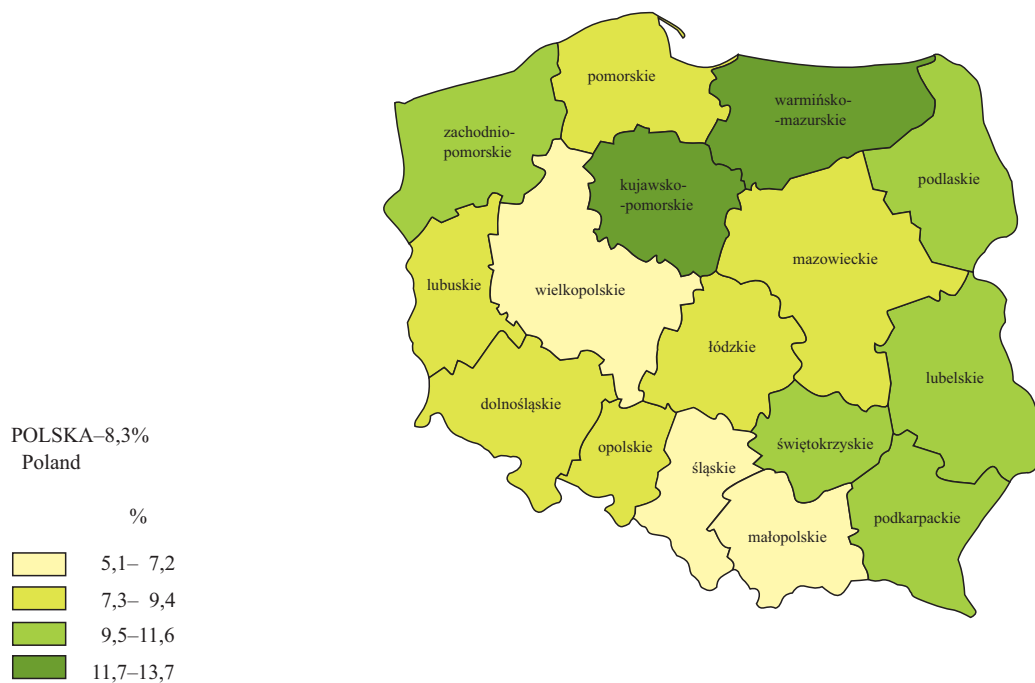 pomorskie
warmińsko-
-mazurskie
zachodnio-
pomorskie
podlaskie
kujawsko-
-pomorskie
mazowieckie
lubuskie
wielkopolskie
łódzkie
lubelskie
dolnośląskie
POLSKA–8,3%
Poland
opolskie
świętokrzyskie
śląskie
podkarpackie
małopolskie
%
5,1– 7,2
7,3– 9,4
9,5–11,6
11,7–13,7